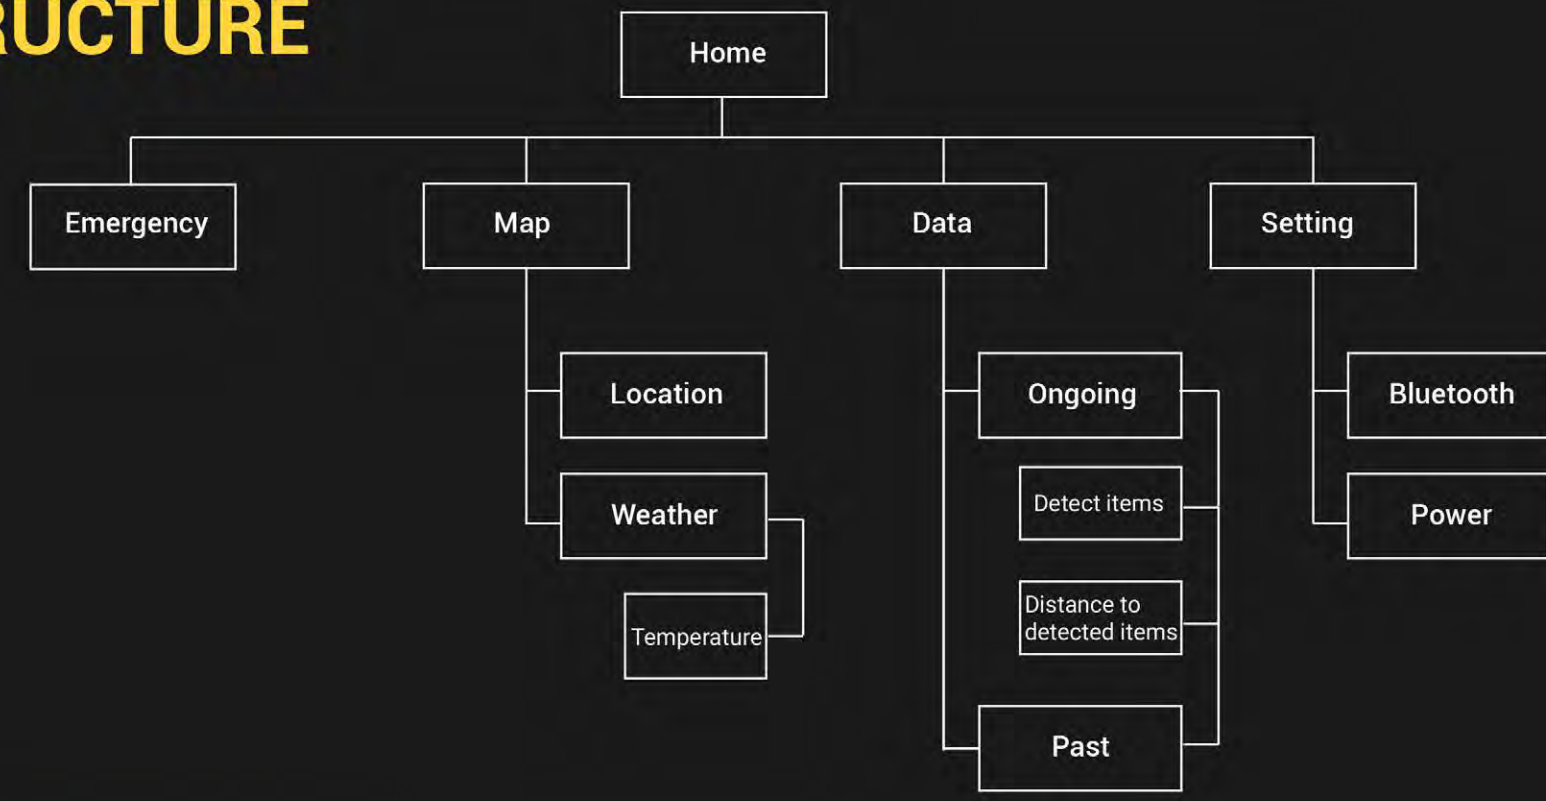 RUCTURE
Home
Emergency
Map
Data
Setting
Location
Ongoing
Bluetooth
Detect items
Weather
Power
Distance to
detected items
Temperature
Past